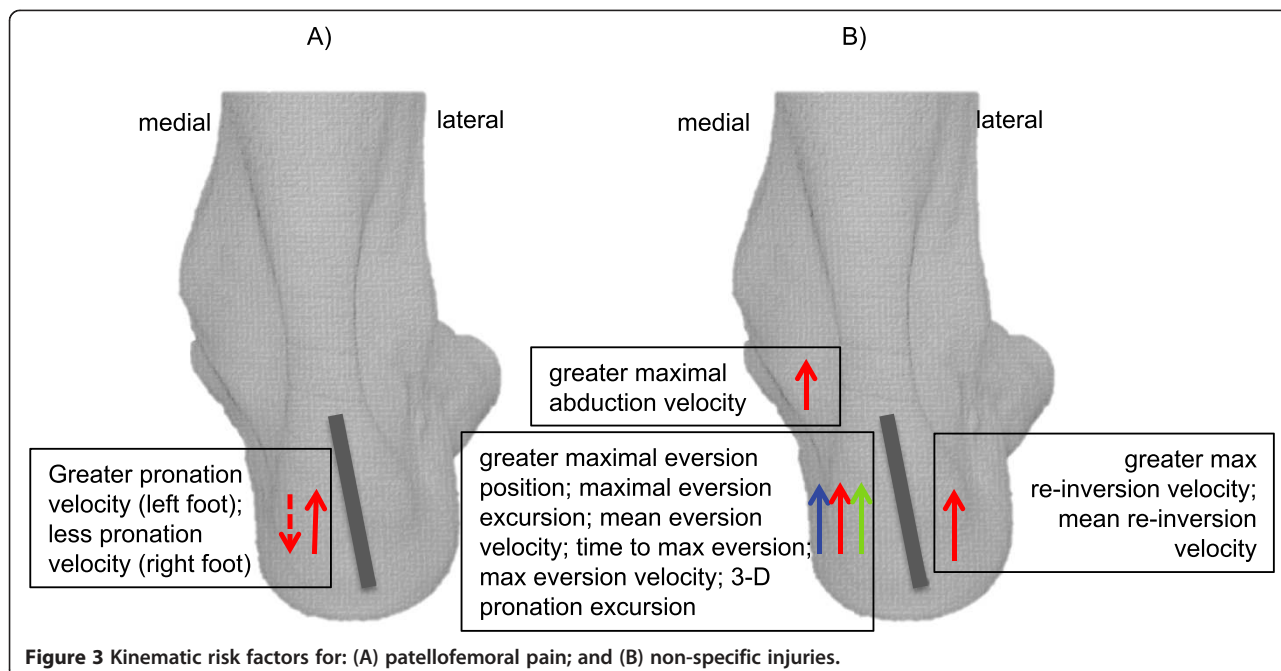 A)
B)
medial
lateral
medial
lateral
Greater pronation
velocity (left foot);
less pronation
velocity (right foot)
greater maximal
abduction velocity
greater maximal eversion
position; maximal eversion
excursion; mean eversion
velocity; time to max eversion;
max eversion velocity; 3-D
pronation excursion
greater max
re-inversion velocity;
mean re-inversion
velocity
Figure 3 Kinematic risk factors for: (A) patellofemoral pain; and (B) non-specific injuries.